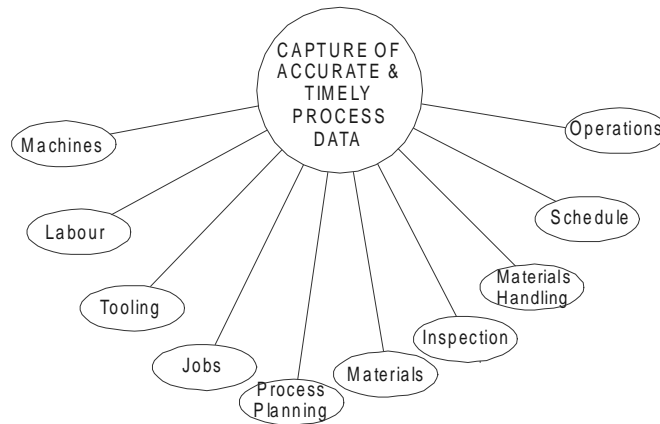 CAPTURE OF
ACCURATE &
TIMELY
PROCESS
DATA
Machines
Operations
Labour
Schedule
Tooling
Materials
Handling
Jobs
Inspection
Process
Planning
Materials